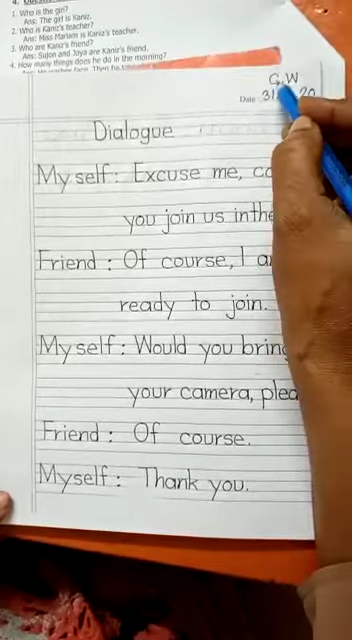 1. Who is the girl?
Ans: The girl is Kaniz.
2. Who is Kaniz's teacher?
Ans: Miss Mariam is Kaniz's teacher.
3. Who are Kaniz's friend?
Ans: Sujon and Joya are Kaniz's friend.
4. How many things does he do in the morning?
C.W
Date: 20
Dialogue
Myself: Excuse me,
you join us in the
Friend: Of course, I
ready to join.
Myself: Would you bring
your camera,
Friend: Of course.
Myself: Thank you.